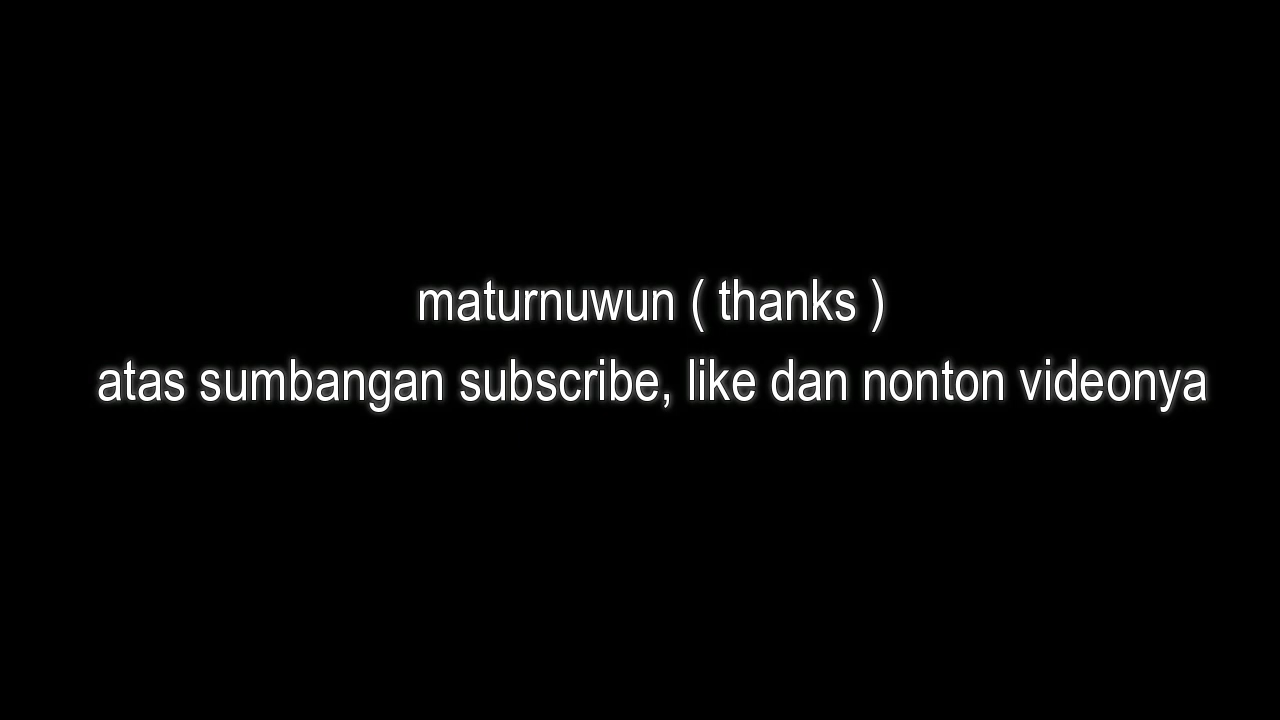 maturnuwun ( thanks )
atas sumbangan subscribe, like dan nonton videonya